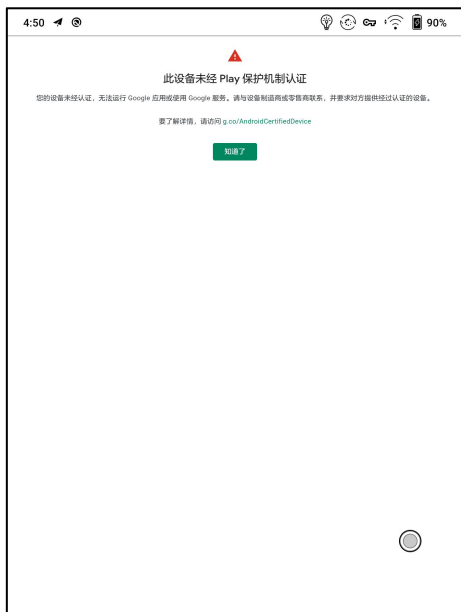 4:50
90%
此设备未经 Play 保护机制认证
您的设备未经认证，无法运行 Google 应用或使用 Google 服务。请与设备制造商或零售商联系，并要求对方提供经过认证的设备。
要了解详情，请访问 g.co/AndroidCertifiedDevice
知道了